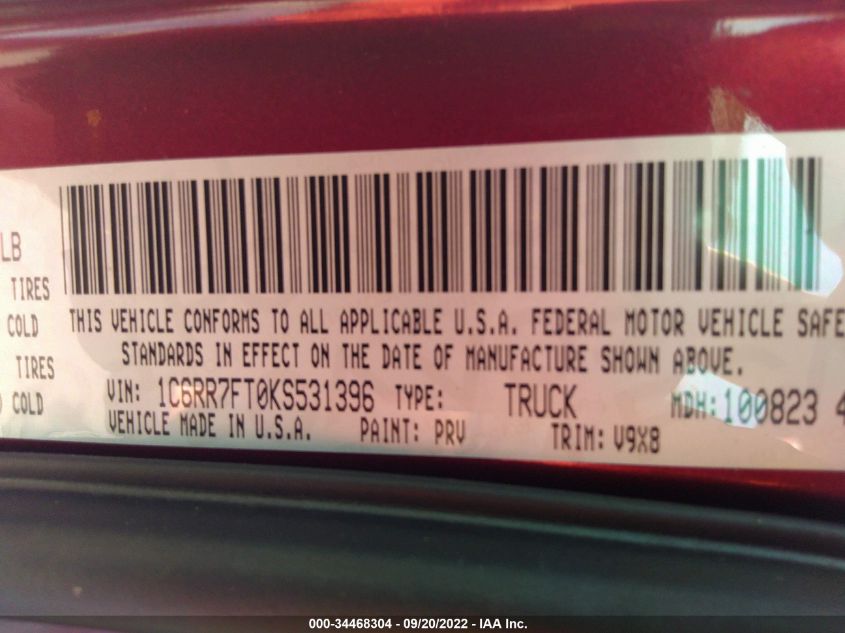 LB
TIRES
COLD
TIRES
COLD
THIS VEHICLE CONFORMS TO ALL APPLICABLE U.S.A. FEDERAL MOTOR VEHICLE SAFE
STANDARDS IN EFFECT ON THE DATE OF MANUFACTURE SHOWN ABOVE.
VIN: 1C6RR7FT0KS531396 TYPE: TRUCK MDH:100823 4
VEHICLE MADE IN U.S.A. PAINT: PRV TRIM: V9X8
000-34468304 - 09/20/2022 - IAA Inc.